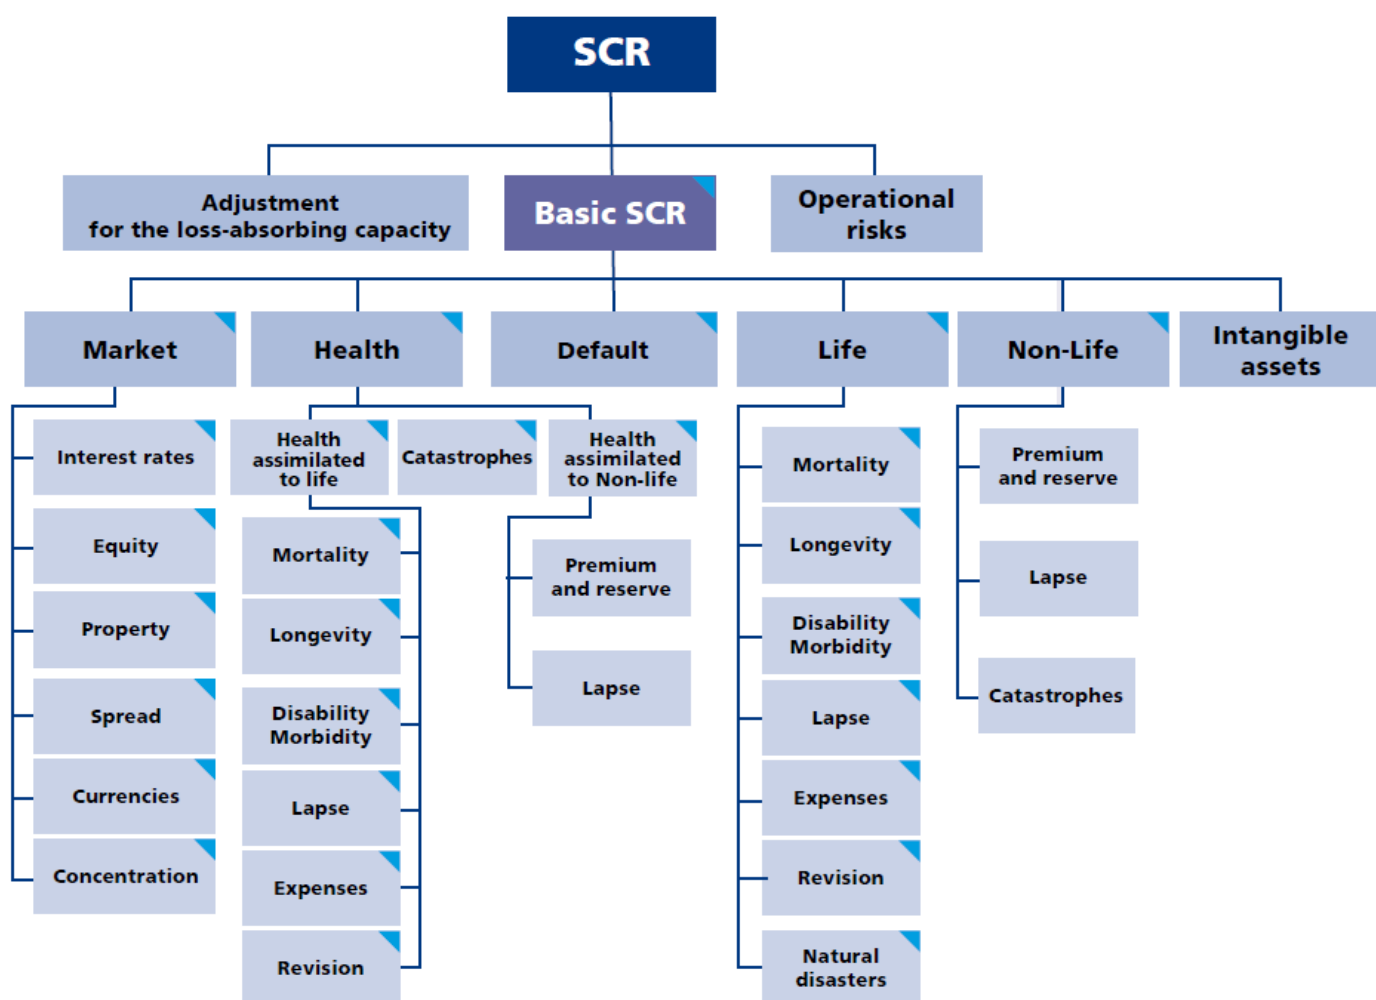 SCR
Adjustment
for the loss-absorbing capacity
Basic SCR
Operational
risks
Market
Health
Default
Life
Non-Life
Intangible
assets
Interest rates
Equity
Property
Spread
Currencies
Concentration
Health
assimilated
to life
Mortality
Longevity
Disability
Morbidity
Lapse
Expenses
Revision
Catastrophes
Health
assimilated
to Non-life
Premium
and reserve
Lapse
Mortality
Longevity
Disability
Morbidity
Lapse
Expenses
Revision
Natural
disasters
Premium
and reserve
Lapse
Catastrophes